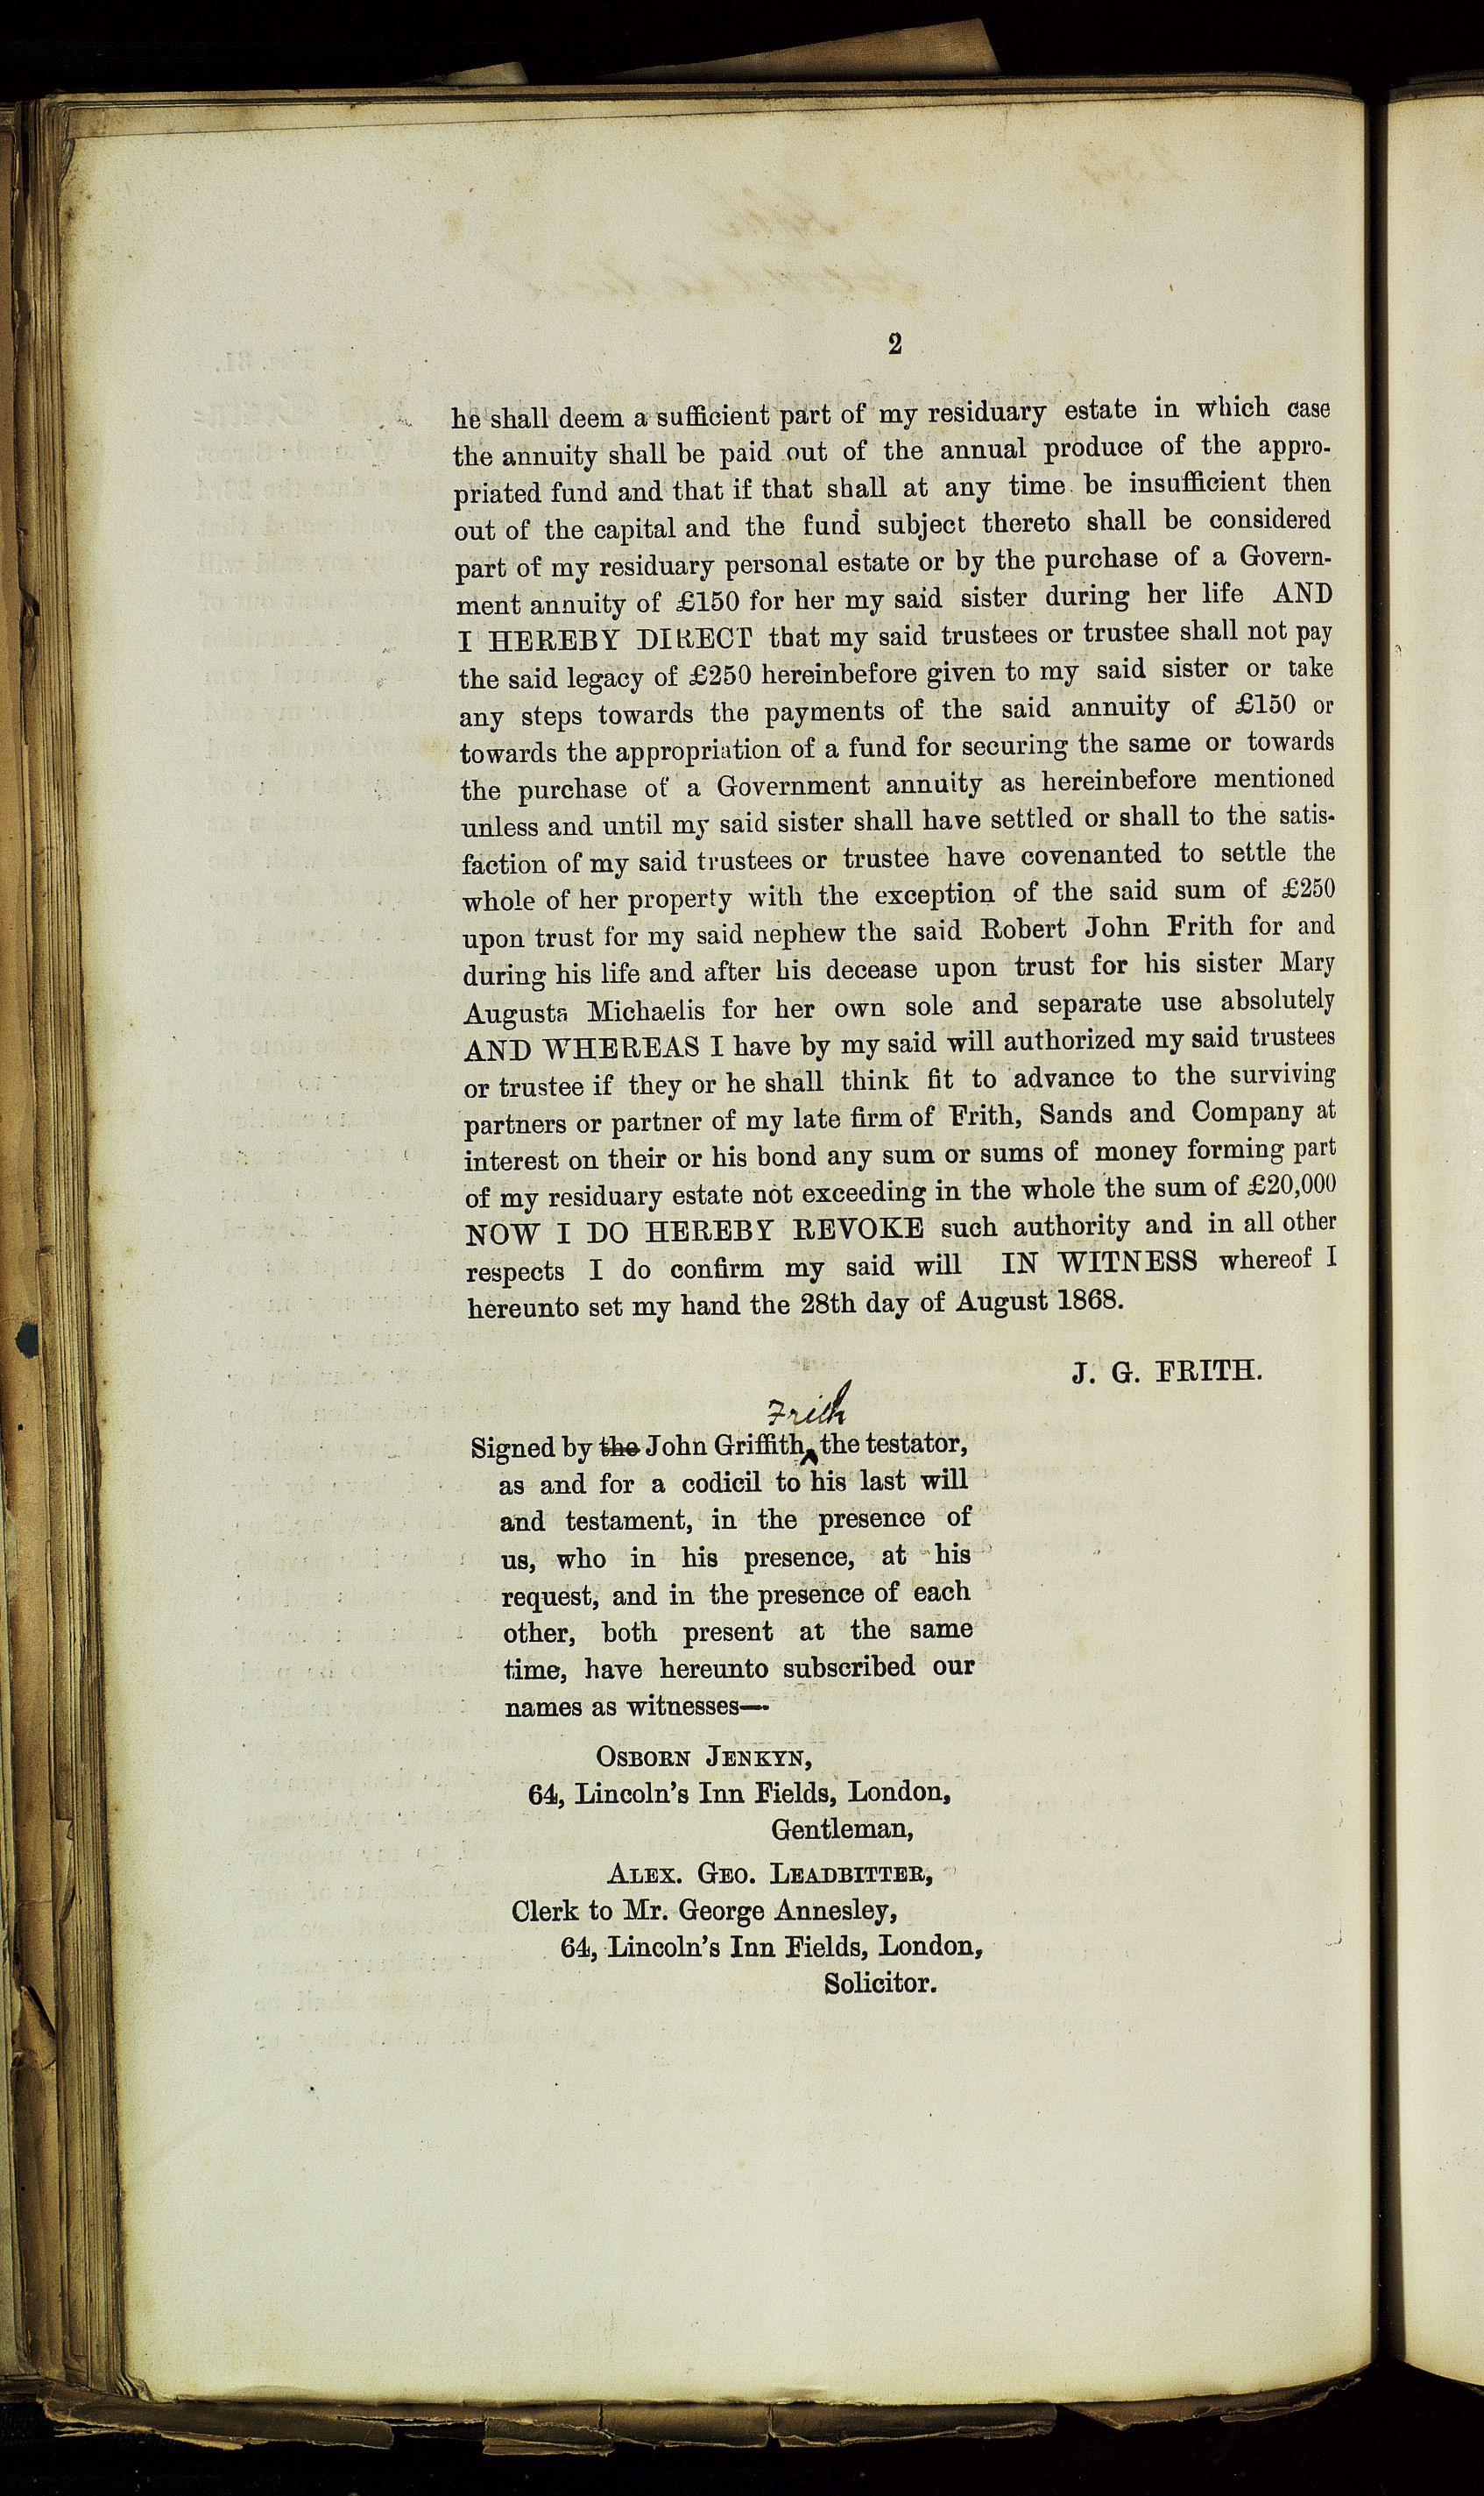 2
he shall deem a sufficient part of my residuary estate in which case
the annuity shall be paid out of the annual produce of the appro-
priated fund and that if that shall at any time be insufficient then
out of the capital and the fund subject thereto shall be considered
part of my residuary personal estate or by the purchase of a Govern-
ment annuity of £150 for her my said sister during her life AND
I HEREBY DIRECT that my said trustees or trustee shall not pay
the said legacy of £250 hereinbefore given to my said sister or take
any steps towards the payments of the said annuity of £150 or
towards the appropriation of a fund for securing the same or towards
the purchase of a Government annuity as hereinbefore mentioned
unless and until my said sister shall have settled or shall to the satis-
faction of my said trustees or trustee have covenanted to settle the
whole of her property with the exception of the said sum of £250
upon trust for my said nephew the said Robert John Frith for and
during his life and after his decease upon trust for his sister Mary
Augusta Michaelis for her own sole and separate use absolutely
AND WHEREAS I have by my said will authorized my said trustees
or trustee if they or he shall think fit to advance to the surviving
partners or partner of my late firm of Frith, Sands and Company at
interest on their or his bond any sum or sums of money forming part
of my residuary estate not exceeding in the whole the sum of £20,000
NOW I DO HEREBY REVOKE such authority and in all other
respects I do confirm my said will IN WITNESS whereof I
hereunto set my hand the 28th day of August 1868.
J. G. FRITH.
Frith
Signed by the John Griffith the testator,
as and for a codicil to his last will
and testament, in the presence of
us, who in his presence, at his
request, and in the presence of each
other, both present at the same
time, have hereunto subscribed our
names as witnesses—
OSBORN JENKYN,
64, Lincoln's Inn Fields, London,
Gentleman,
ALEX. GEO. LEADBITTER,
Clerk to Mr. George Annesley,
64, Lincoln's Inn Fields, London,
Solicitor.